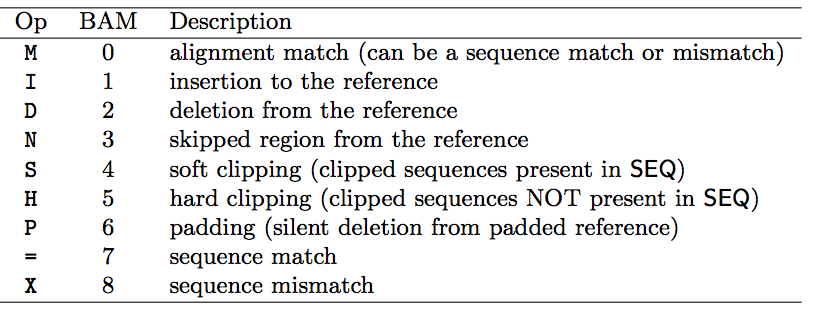 Op BAM Description
M 0 alignment match (can be a sequence match or mismatch)
I 1 insertion to the reference
D 2 deletion from the reference
N 3 skipped region from the reference
S 4 soft clipping (clipped sequences present in SEQ)
H 5 hard clipping (clipped sequences NOT present in SEQ)
P 6 padding (silent deletion from padded reference)
= 7 sequence match
X 8 sequence mismatch